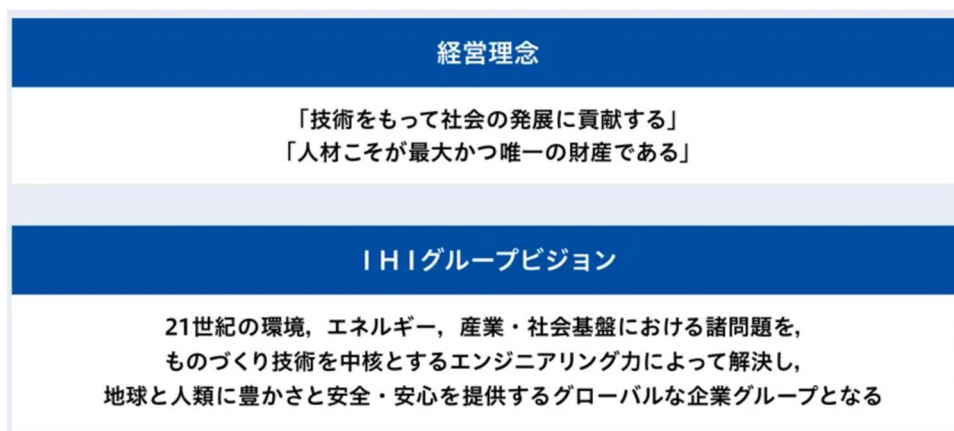 経営理念
「技術をもって社会の発展に貢献する」
「人材こそが最大かつ唯一の財産である」
IHIグループビジョン
21世紀の環境，エネルギー，産業・社会基盤における諸問題を，
ものづくり技術を中核とするエンジニアリング力によって解決し，
地球と人類に豊かさと安全・安心を提供するグローバルな企業グループとなる